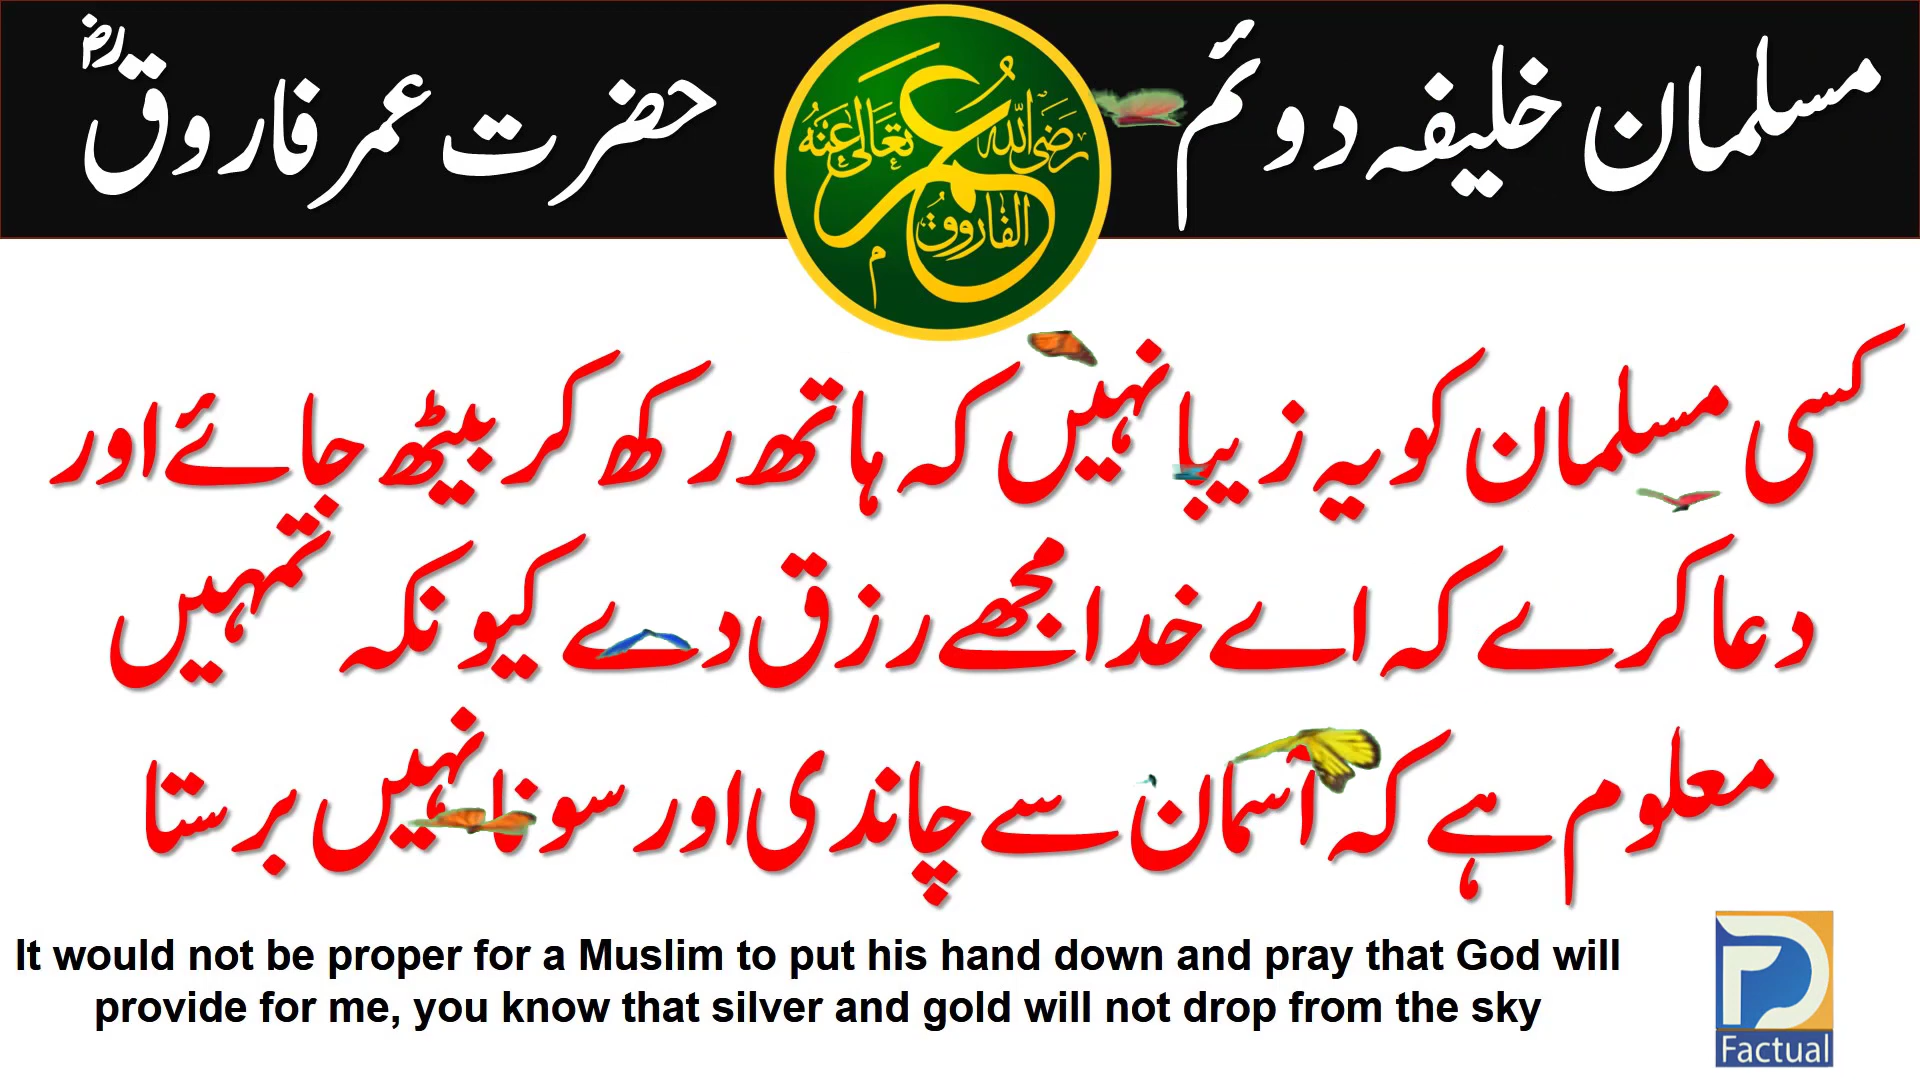 مسلمان خلیفہ دوئم
رضی اللہ تعالى عنہ
عمر
الفاروق
حضرت عمر فاروق رض
کسی مسلمان کو یہ زیبا نہیں کہ ہاتھ رکھ کر بیٹھ جائے اور
دعا کرے کہ اے خدا مجھے رزق دے کیونکہ تمہیں
معلوم ہے کہ آسمان سے چاندی اور سونا نہیں برستا
It would not be proper for a Muslim to put his hand down and pray that God will
provide for me, you know that silver and gold will not drop from the sky
Factual